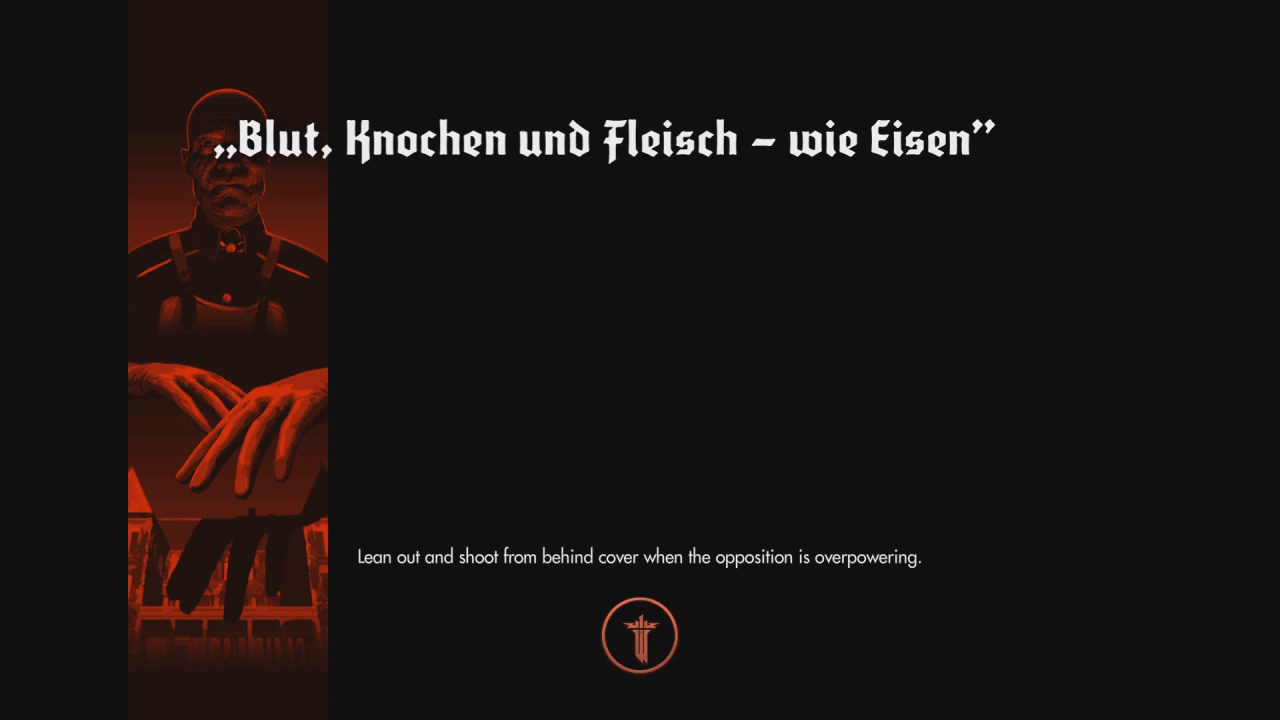 „Blut, Knochen und Fleisch – wie Eisen”
Lean out and shoot from behind cover when the opposition is overpowering.